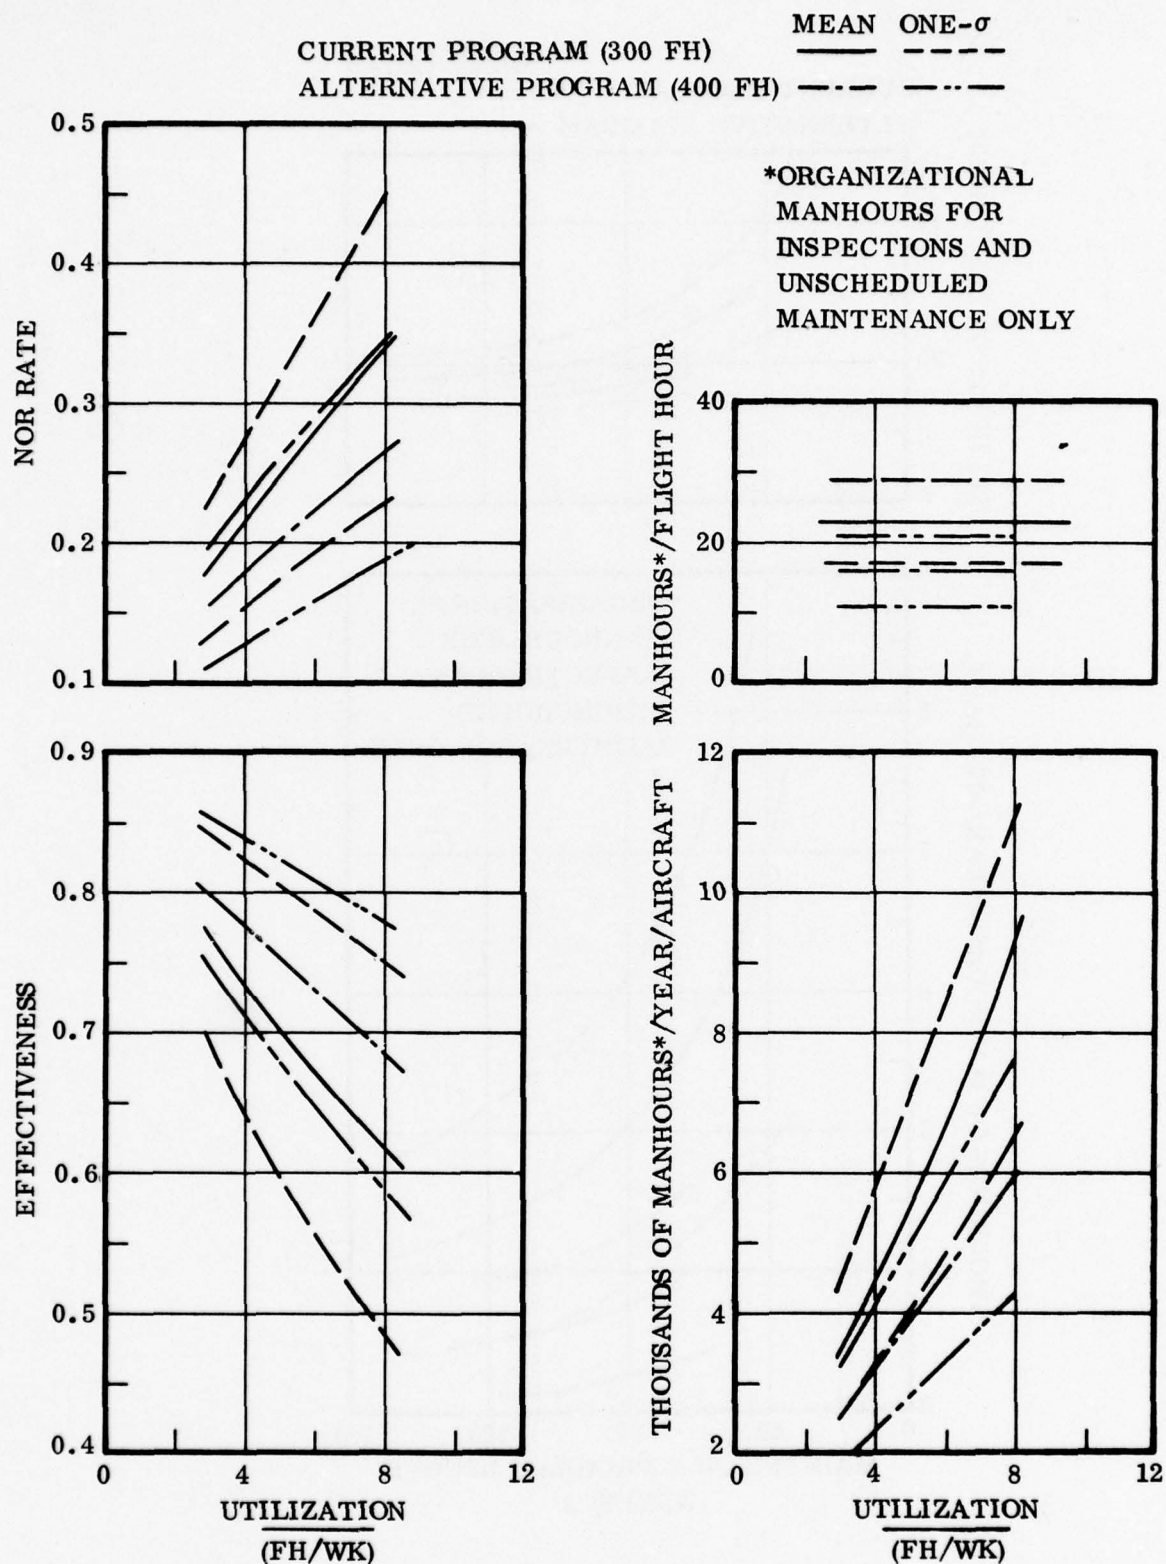 MEAN ONE-σ
CURRENT PROGRAM (300 FH)
ALTERNATIVE PROGRAM (400 FH)
*ORGANIZATIONAL
MANHOURS FOR
INSPECTIONS AND
UNSCHEDULED
MAINTENANCE ONLY
NOR RATE
0.5
0.4
0.3
0.2
0.1
MANHOURS*/FLIGHT HOUR
40
20
0
EFFECTIVENESS
0.9
0.8
0.7
0.6
0.5
0.4
0 4 8 12
UTILIZATION
(FH/WK)
THOUSANDS OF MANHOURS*/YEAR/AIRCRAFT
12
10
8
6
4
2
0 4 8 12
UTILIZATION
(FH/WK)